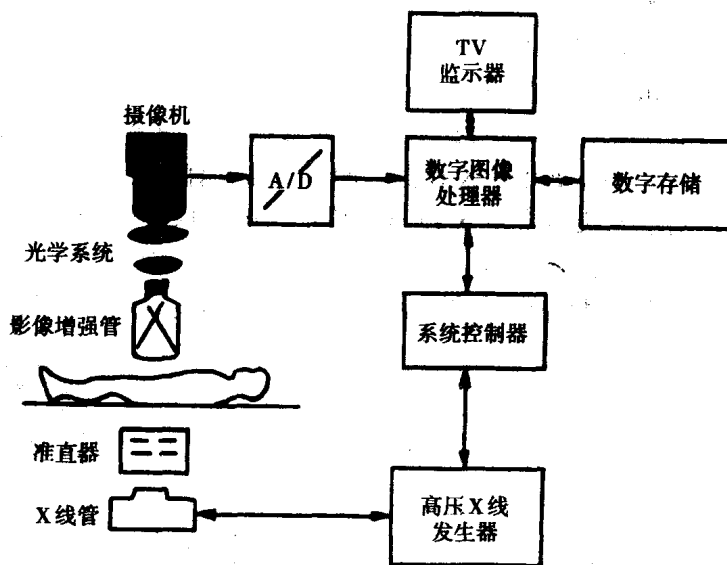 TV
监示器
摄像机
A/D
数字图像
处理器
数字存储
光学系统
影像增强管
系统控制器
准直器
X线管
高压X线
发生器